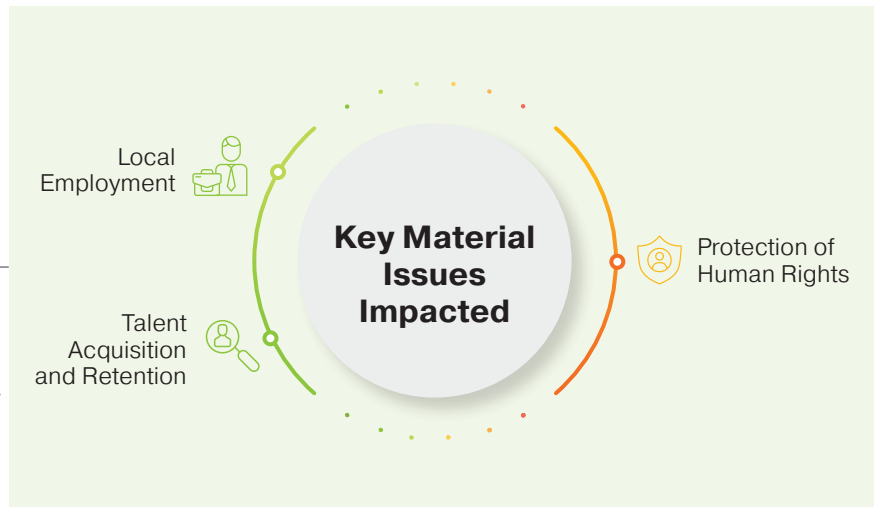 Local
Employment
Talent
Acquisition
and Retention
Key Material
Issues
Impacted
Protection of
Human Rights